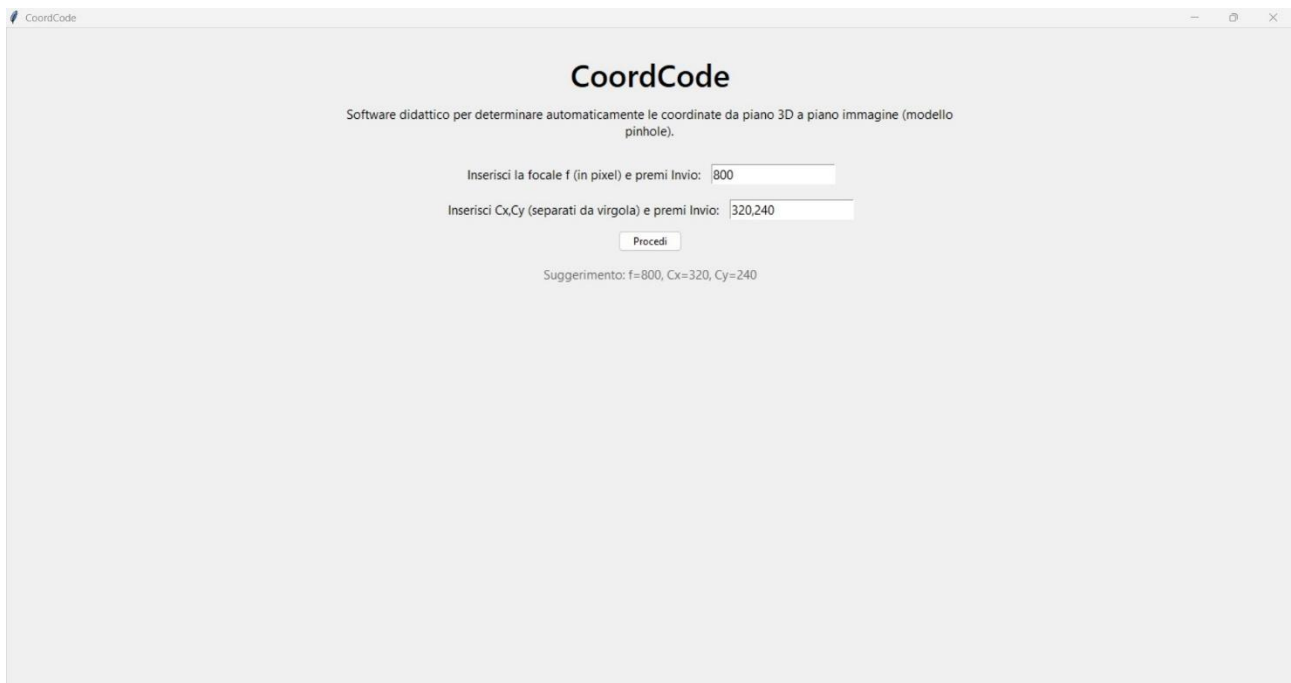 CoordCode
CoordCode
Software didattico per determinare automaticamente le coordinate da piano 3D a piano immagine (modello
pinhole).
Inserisci la focale f (in pixel) e premi Invio: 800
Inserisci Cx,Cy (separati da virgola) e premi Invio: 320,240
Procedi
Suggerimento: f=800, Cx=320, Cy=240